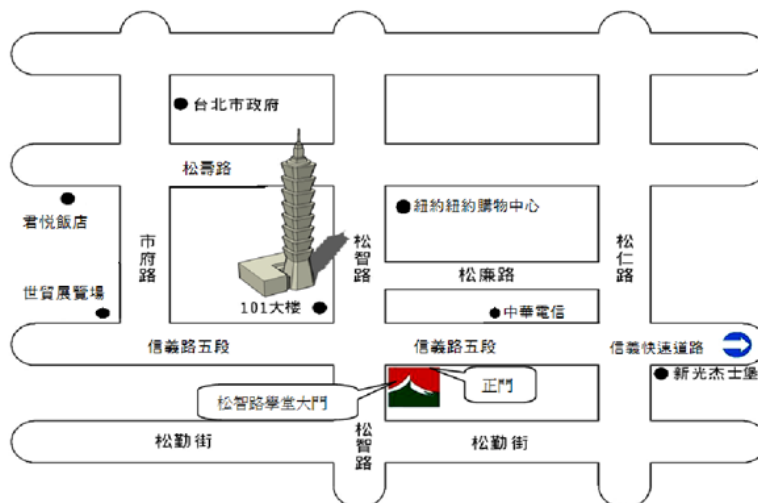 台北市政府
松壽路
君悅飯店
紐約紐約購物中心
市府路
松智路
松仁路
松廉路
世貿展覽場
101大樓
中華電信
信義路五段
信義路五段
信義快速道路
新光杰士堡
正門
松智路學堂大門
松勤街
松智路
松勤街